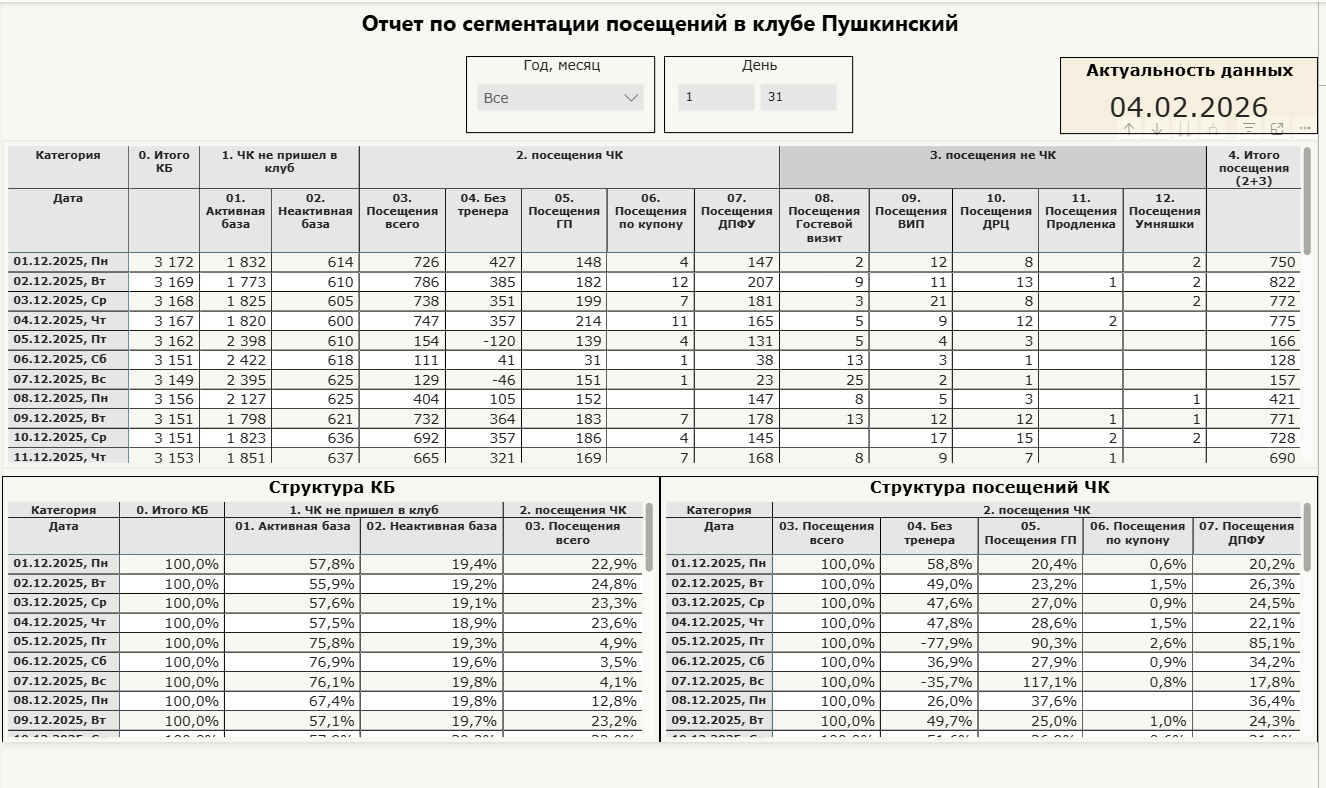 Отчет по сегментации посещений в клубе Пушкинский
Год, месяц
Все
День
1 31
Актуальность данных
04.02.2026
Категория 0. Итого КБ 1. ЧК не пришел в клуб 2. посещения ЧК 3. посещения не ЧК 4. Итого посещения (2+3)
Дата 01. Активная база 02. Неактивная база 03. Посещения всего 04. Без тренера 05. Посещения ГП 06. Посещения по купону 07. Посещения ДПФУ 08. Посещения Гостевой визит 09. Посещения ВИП 10. Посещения ДРЦ 11. Посещения Продленка 12. Посещения Умняшки
01.12.2025, Пн 3 172 1 832 614 726 427 148 4 147 2 12 8 2 750
02.12.2025, Вт 3 169 1 773 610 786 385 182 12 207 9 11 13 1 2 822
03.12.2025, Ср 3 168 1 825 605 738 351 199 7 181 3 21 8 2 772
04.12.2025, Чт 3 167 1 820 600 747 357 214 11 165 5 9 12 2 775
05.12.2025, Пт 3 162 2 398 610 154 -120 139 4 131 5 4 3 166
06.12.2025, Сб 3 151 2 422 618 111 41 31 1 38 13 3 1 128
07.12.2025, Вс 3 149 2 395 625 129 -46 151 1 23 25 2 1 157
08.12.2025, Пн 3 156 2 127 625 404 105 152 147 8 5 3 1 421
09.12.2025, Вт 3 151 1 798 621 732 364 183 7 178 13 12 12 1 1 771
10.12.2025, Ср 3 151 1 823 636 692 357 186 4 145 17 15 2 2 728
11.12.2025, Чт 3 153 1 851 637 665 321 169 7 168 8 9 7 1 690
Структура КБ
Категория 0. Итого КБ 1. ЧК не пришел в клуб 2. посещения ЧК
Дата 01. Активная база 02. Неактивная база 03. Посещения всего
01.12.2025, Пн 100,0% 57,8% 19,4% 22,9%
02.12.2025, Вт 100,0% 55,9% 19,2% 24,8%
03.12.2025, Ср 100,0% 57,6% 19,1% 23,3%
04.12.2025, Чт 100,0% 57,5% 18,9% 23,6%
05.12.2025, Пт 100,0% 75,8% 19,3% 4,9%
06.12.2025, Сб 100,0% 76,9% 19,6% 3,5%
07.12.2025, Вс 100,0% 76,1% 19,8% 4,1%
08.12.2025, Пн 100,0% 67,4% 19,8% 12,8%
09.12.2025, Вт 100,0% 57,1% 19,7% 23,2%
Структура посещений ЧК
Категория 2. посещения ЧК
Дата 03. Посещения всего 04. Без тренера 05. Посещения ГП 06. Посещения по купону 07. Посещения ДПФУ
01.12.2025, Пн 100,0% 58,8% 20,4% 0,6% 20,2%
02.12.2025, Вт 100,0% 49,0% 23,2% 1,5% 26,3%
03.12.2025, Ср 100,0% 47,6% 27,0% 0,9% 24,5%
04.12.2025, Чт 100,0% 47,8% 28,6% 1,5% 22,1%
05.12.2025, Пт 100,0% -77,9% 90,3% 2,6% 85,1%
06.12.2025, Сб 100,0% 36,9% 27,9% 0,9% 34,2%
07.12.2025, Вс 100,0% -35,7% 117,1% 0,8% 17,8%
08.12.2025, Пн 100,0% 26,0% 37,6% 36,4%
09.12.2025, Вт 100,0% 49,7% 25,0% 1,0% 24,3%